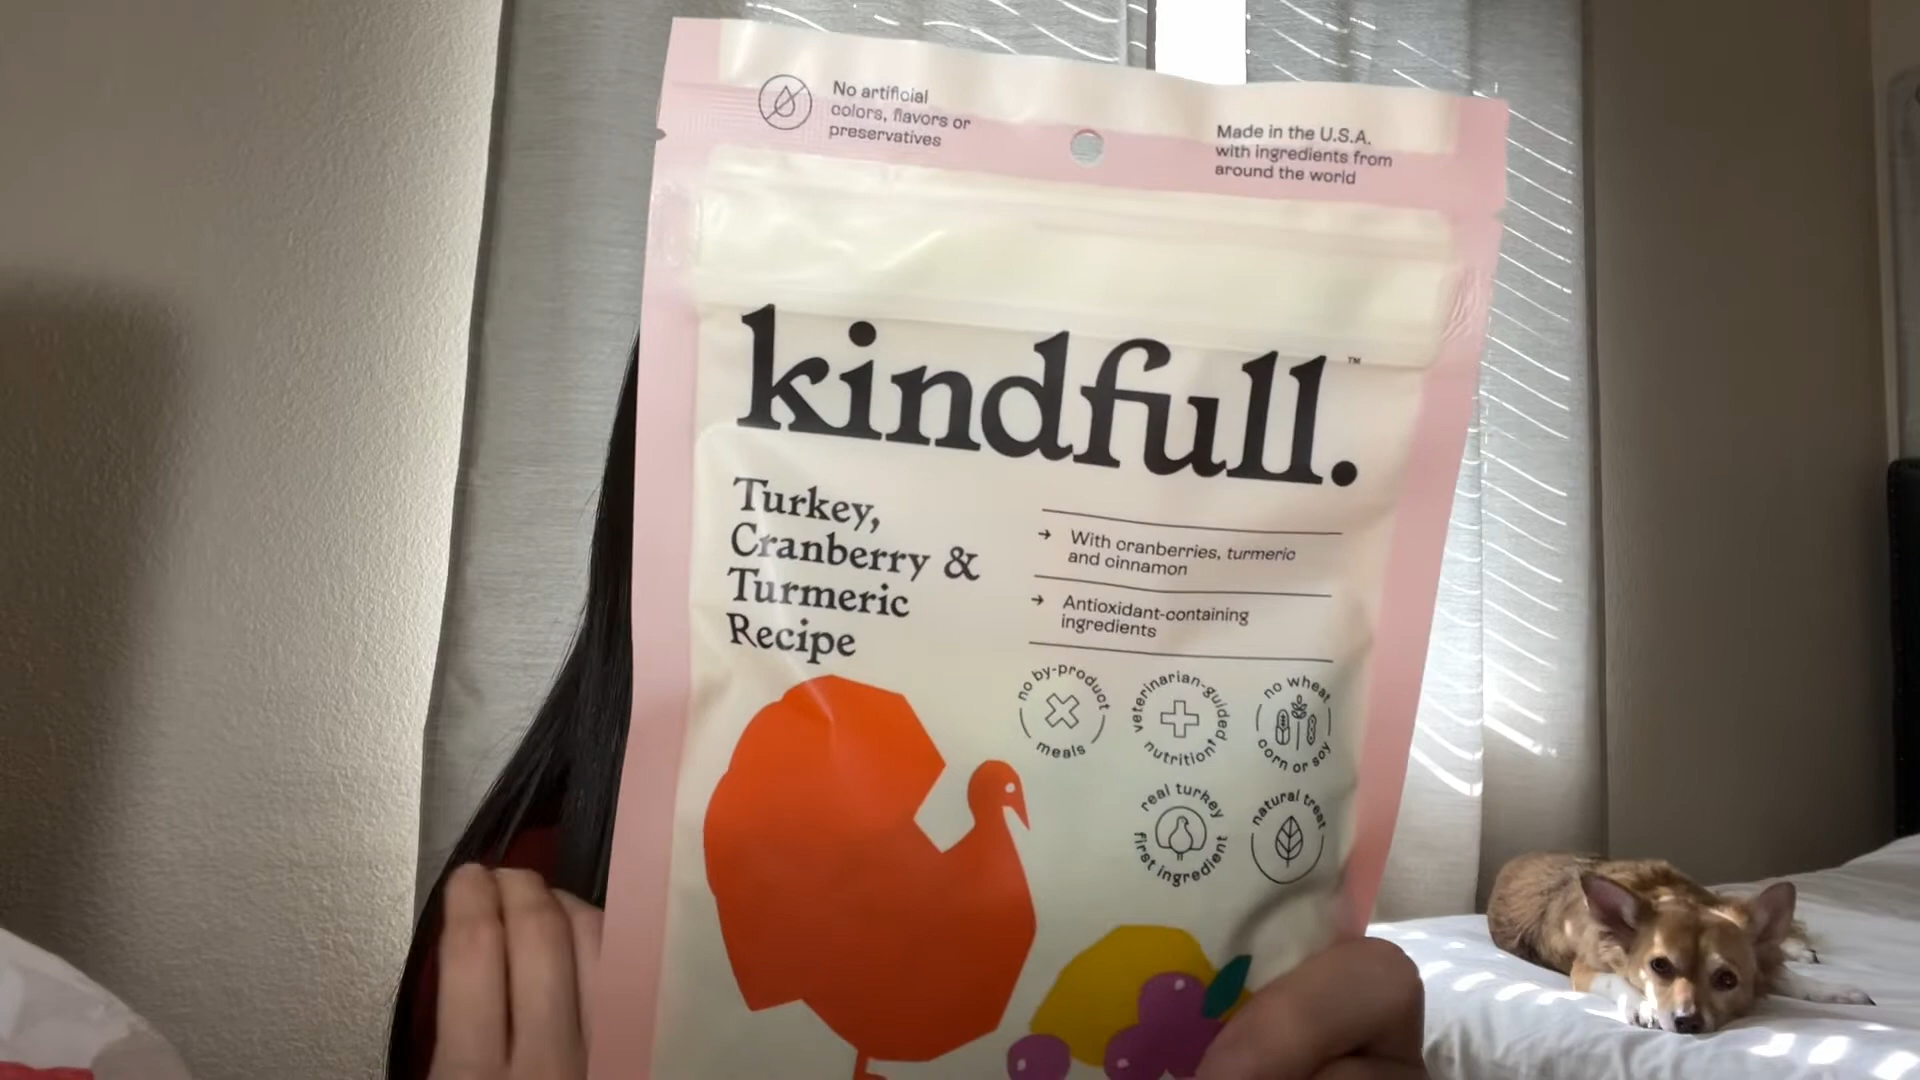 No artificial
colors, flavors or
preservatives
Made in the U.S.A.
with ingredients from
around the world
kindfull.™
Turkey,
Cranberry &
Turmeric
Recipe
→ With cranberries, turmeric
and cinnamon
→ Antioxidant-containing
ingredients
no by-product
meals
veterinarian-guided
nutrition†
no wheat
corn or soy
real turkey
first ingredient
natural treat